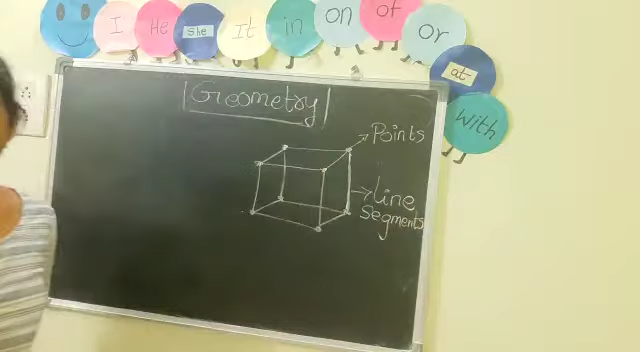 I
He
she
It
in
on
of
or
at
with
Geometry
Points
Line
Segments